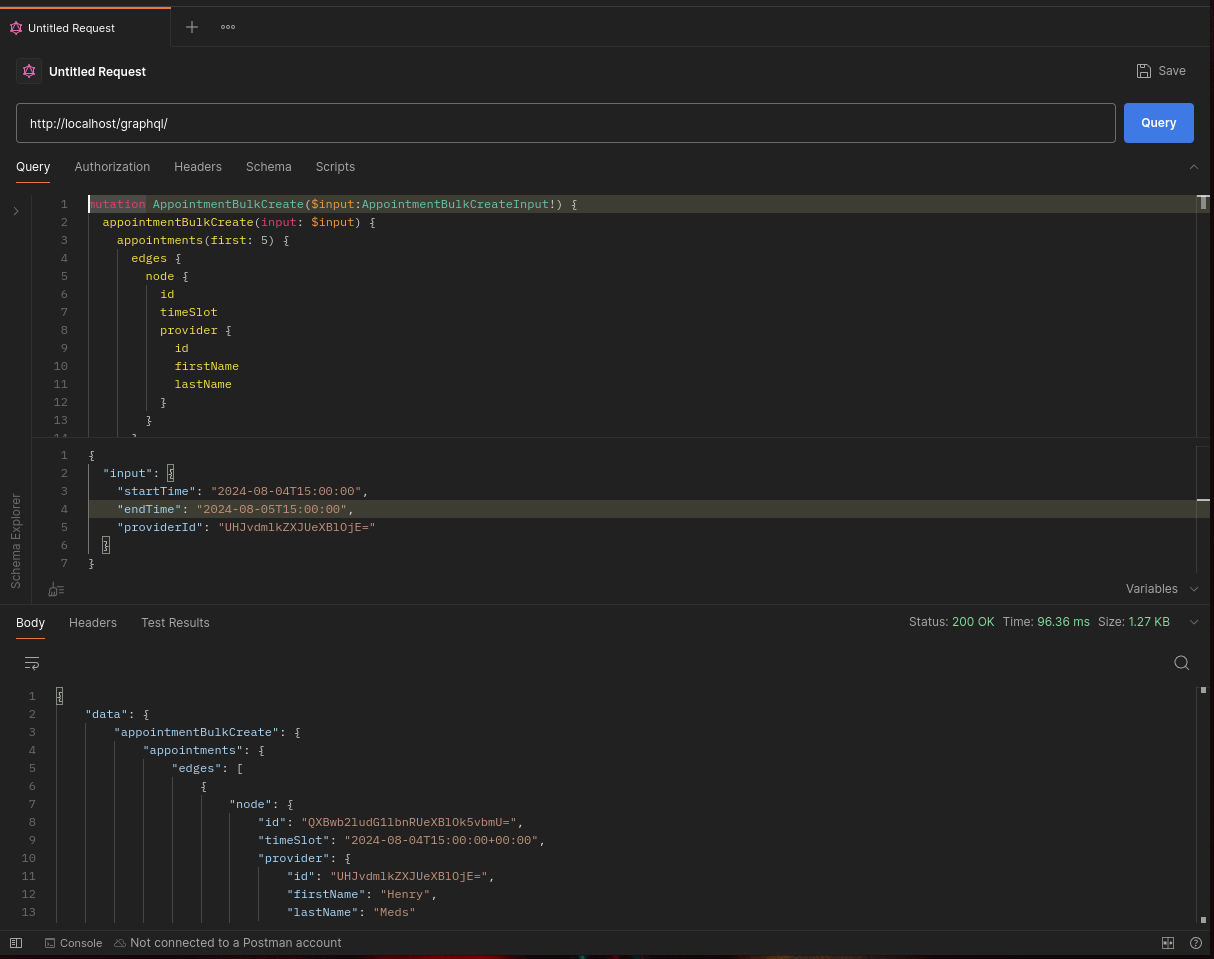 Untitled Request
Untitled Request
Save
http://localhost/graphql/
Query
Query Authorization Headers Schema Scripts
1 mutation AppointmentBulkCreate($input:AppointmentBulkCreateInput!) {
2 appointmentBulkCreate(input: $input) {
3 appointments(first: 5) {
4 edges {
5 node {
6 id
7 timeSlot
8 provider {
9 id
10 firstName
11 lastName
12 }
13 }
14 }
Schema Explorer
1 {
2 "input": {
3 "startTime": "2024-08-04T15:00:00",
4 "endTime": "2024-08-05T15:00:00",
5 "providerId": "UHJvdmlkZXJUeXBlOjE="
6 }
7 }
Variables
Body Headers Test Results
Status: 200 OK Time: 96.36 ms Size: 1.27 KB
1 {
2 "data": {
3 "appointmentBulkCreate": {
4 "appointments": {
5 "edges": [
6 {
7 "node": {
8 "id": "QXBwb2ludG1lbnRUeXBlOk5vbmU=",
9 "timeSlot": "2024-08-04T15:00:00+00:00",
10 "provider": {
11 "id": "UHJvdmlkZXJUeXBlOjE=",
12 "firstName": "Henry",
13 "lastName": "Meds"
Console Not connected to a Postman account